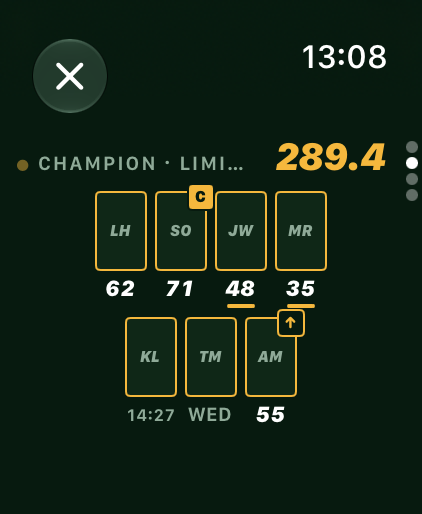 13:08
CHAMPION · LIMI... 289.4
C
LH SO JW MR
62 71 48 35
KL TM AM
14:27 WED 55